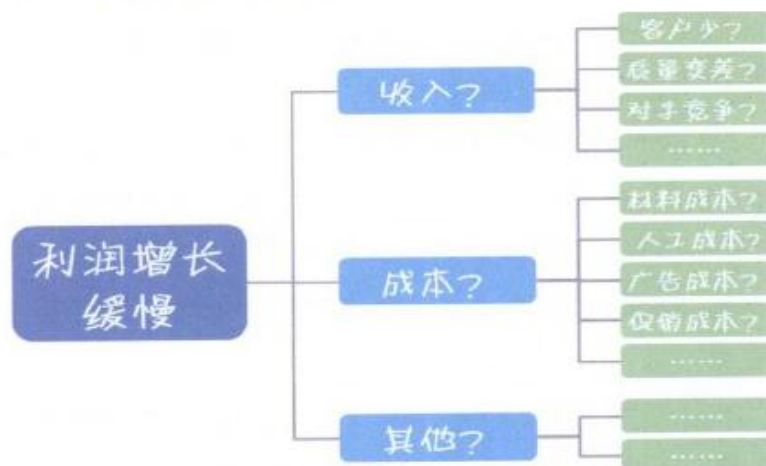 利润增长
缓慢
收入?
客户少?
质量变差?
对手竞争?
……
成本?
材料成本?
人工成本?
广告成本?
促销成本?
……
其他?
……
……